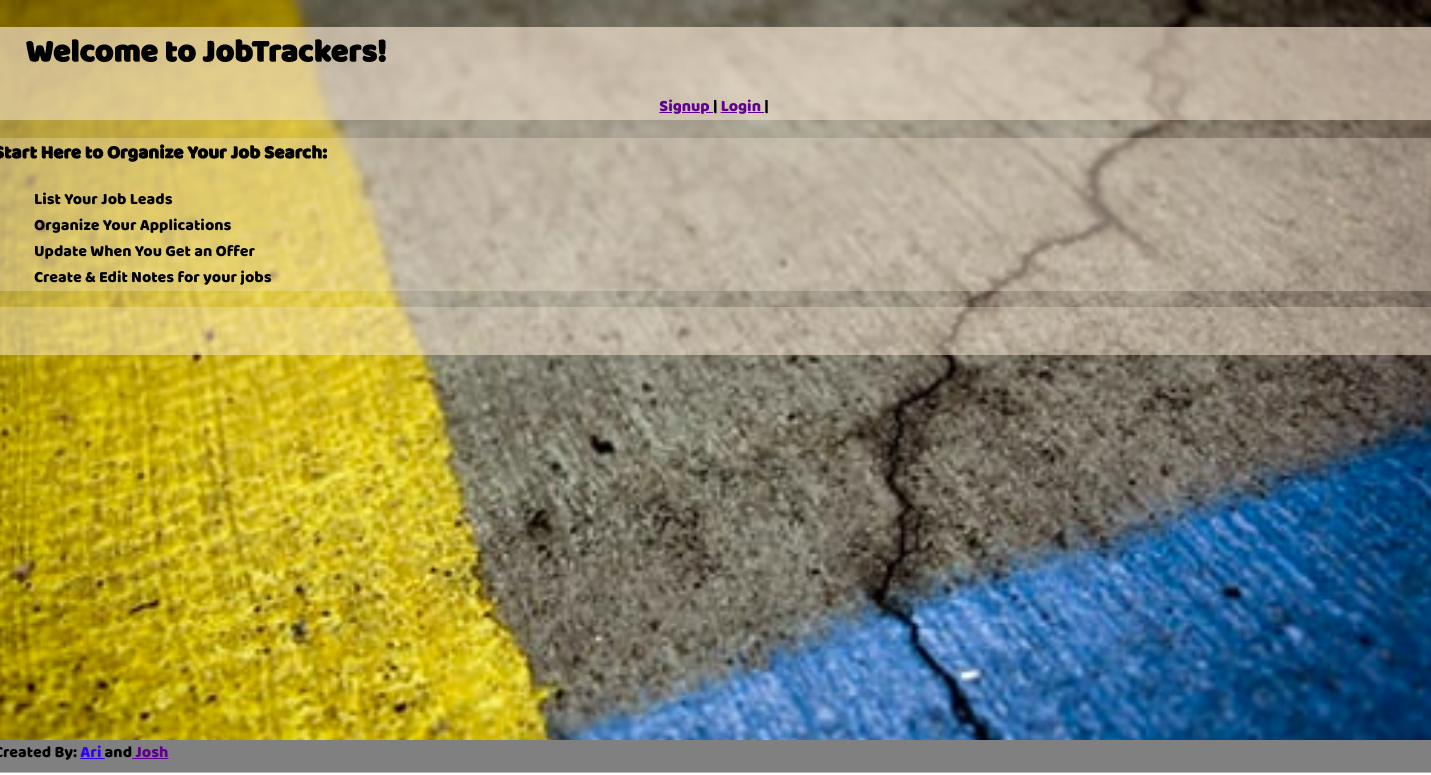 Welcome to JobTrackers!
Signup | Login |
Start Here to Organize Your Job Search:
List Your Job Leads
Organize Your Applications
Update When You Get an Offer
Create & Edit Notes for your jobs
Created By: Ari and Josh